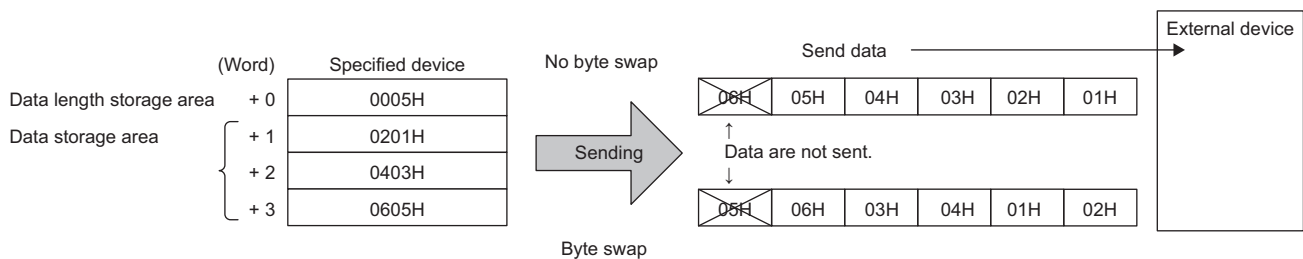 External device
Send data
(Word) Specified device No byte swap
Data length storage area + 0 0005H 06H 05H 04H 03H 02H 01H
Data storage area + 1 0201H
↑
Sending Data are not sent.
↓
+ 2 0403H
+ 3 0605H 05H 06H 03H 04H 01H 02H
Byte swap